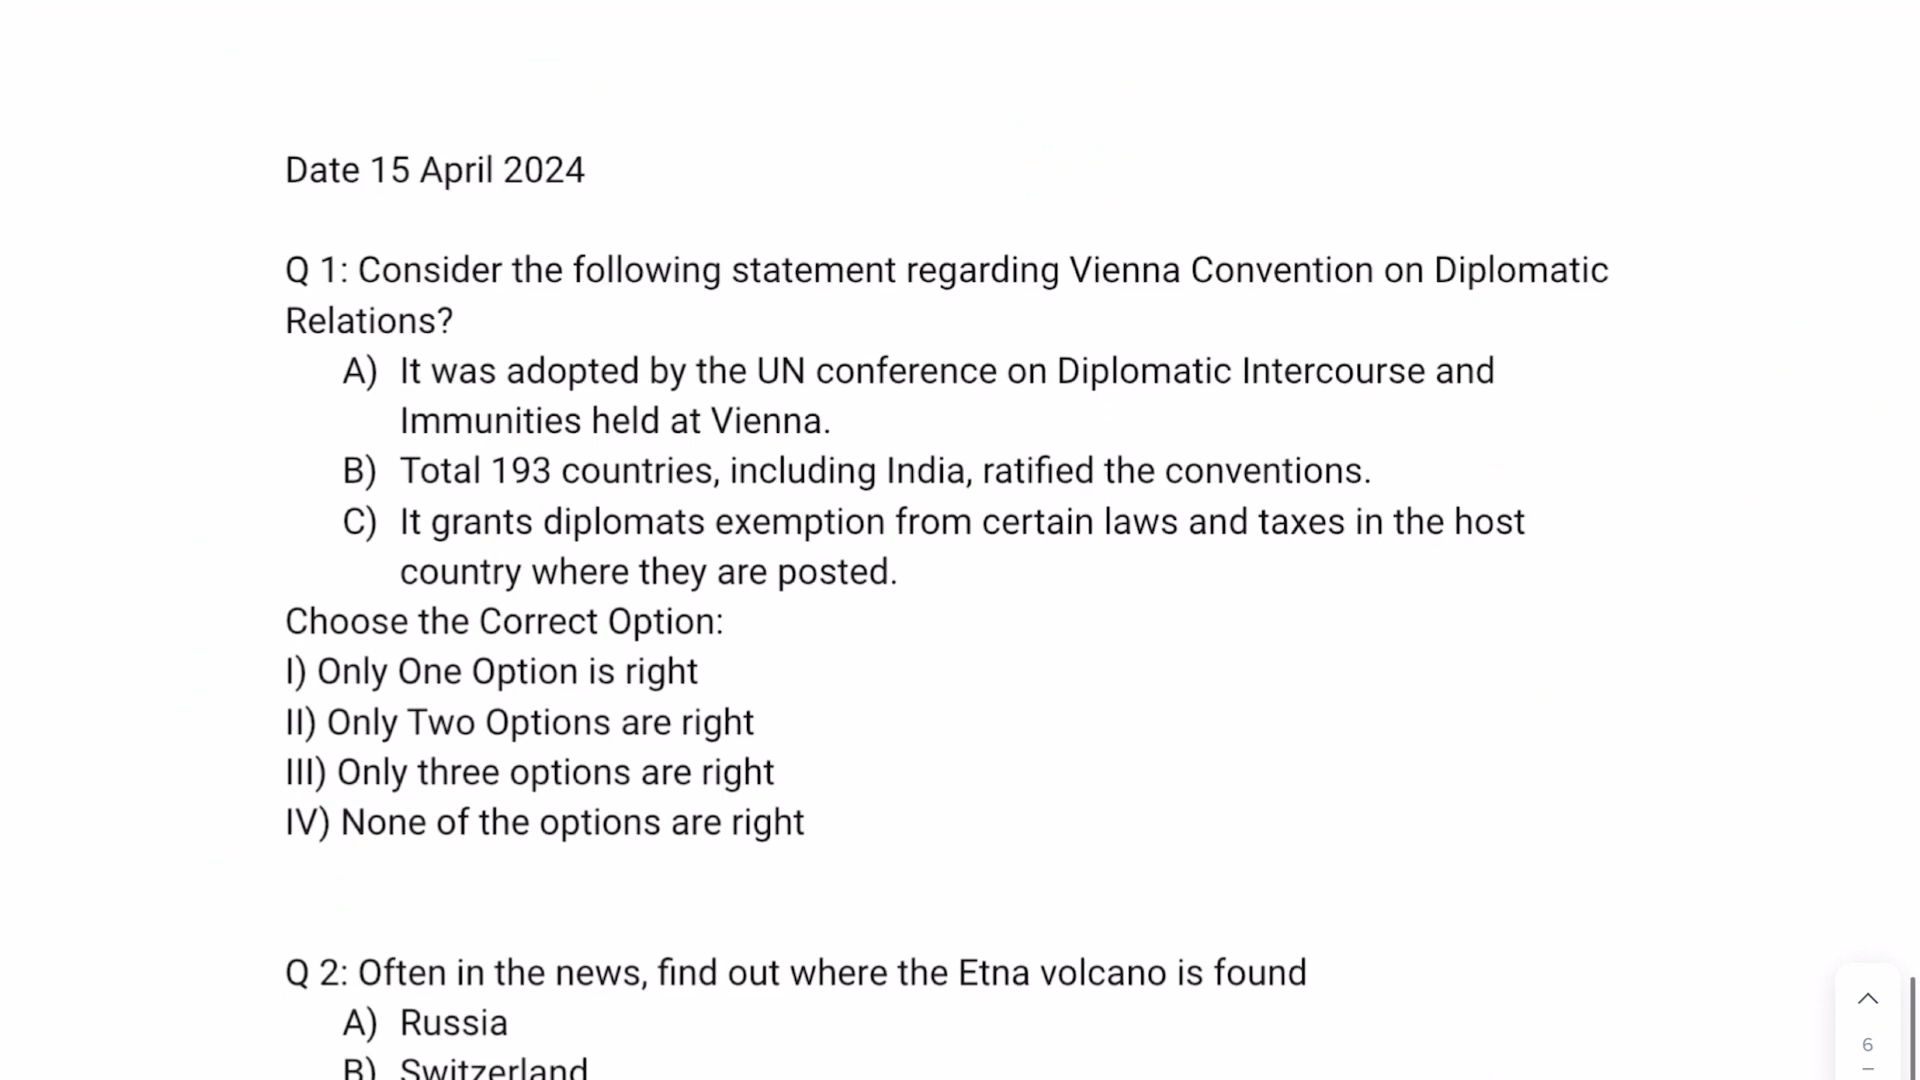 Date 15 April 2024
Q 1: Consider the following statement regarding Vienna Convention on Diplomatic
Relations?
A) It was adopted by the UN conference on Diplomatic Intercourse and
Immunities held at Vienna.
B) Total 193 countries, including India, ratified the conventions.
C) It grants diplomats exemption from certain laws and taxes in the host
country where they are posted.
Choose the Correct Option:
I) Only One Option is right
II) Only Two Options are right
III) Only three options are right
IV) None of the options are right
Q 2: Often in the news, find out where the Etna volcano is found
A) Russia
B) Switzerland
6